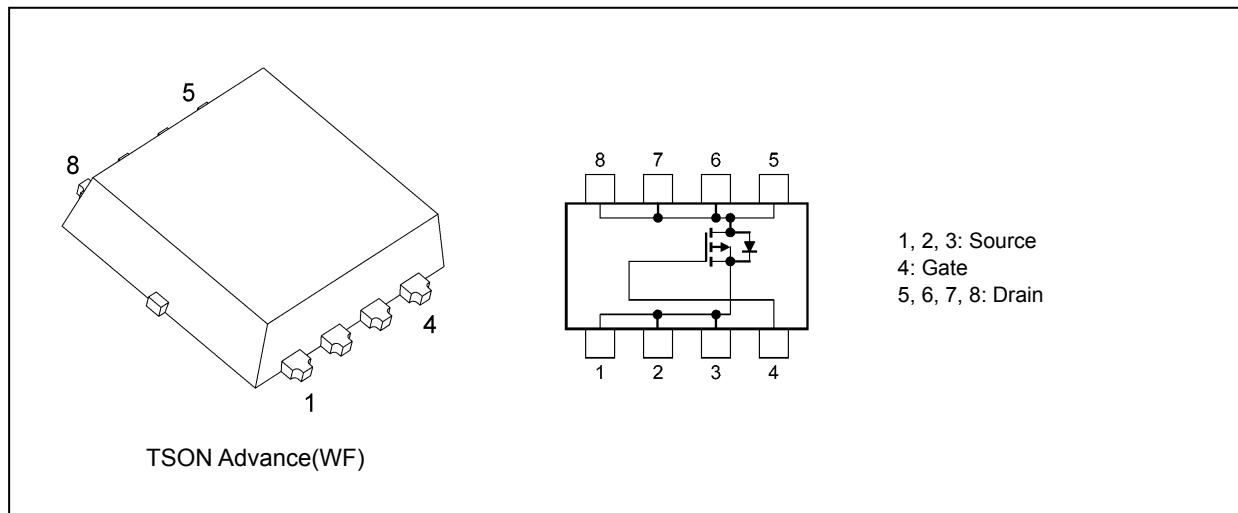 5
8
4
1
TSON Advance(WF)
8 7 6 5
1 2 3 4
1, 2, 3: Source
4: Gate
5, 6, 7, 8: Drain